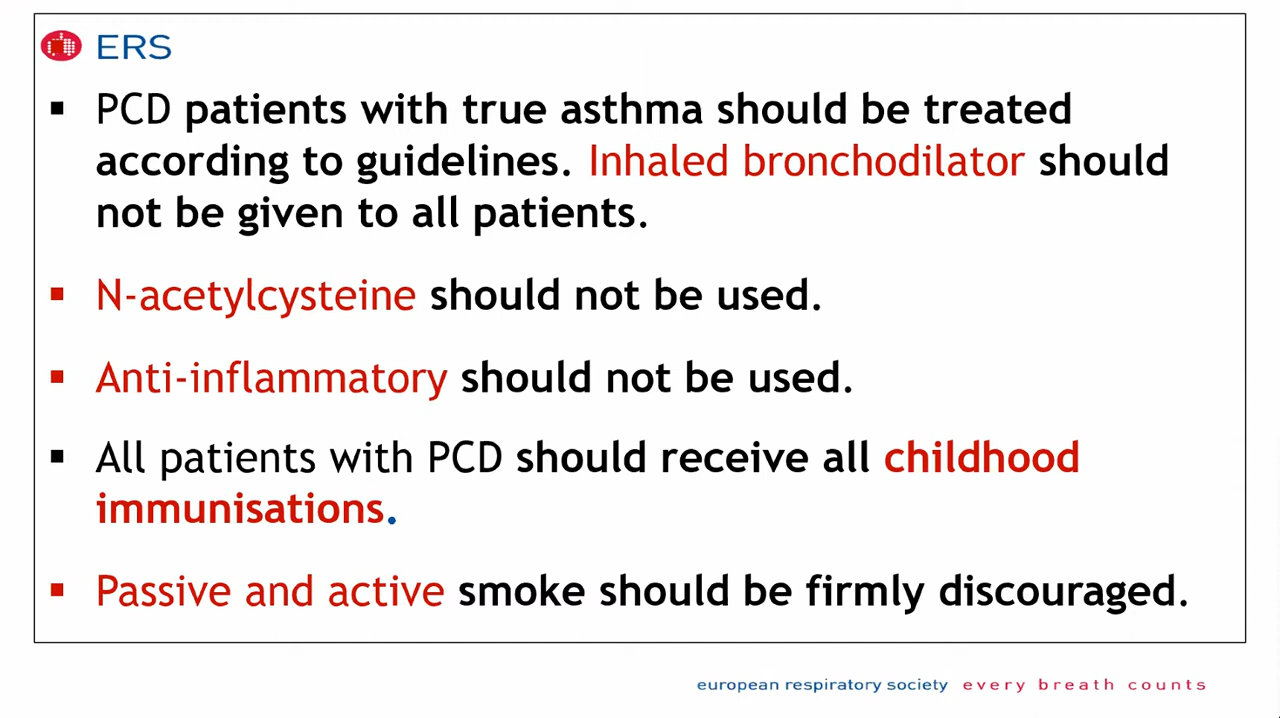 ERS
▪ PCD patients with true asthma should be treated
according to guidelines. Inhaled bronchodilator should
not be given to all patients.
▪ N-acetylcysteine should not be used.
▪ Anti-inflammatory should not be used.
▪ All patients with PCD should receive all childhood
immunisations.
▪ Passive and active smoke should be firmly discouraged.
european respiratory society every breath counts